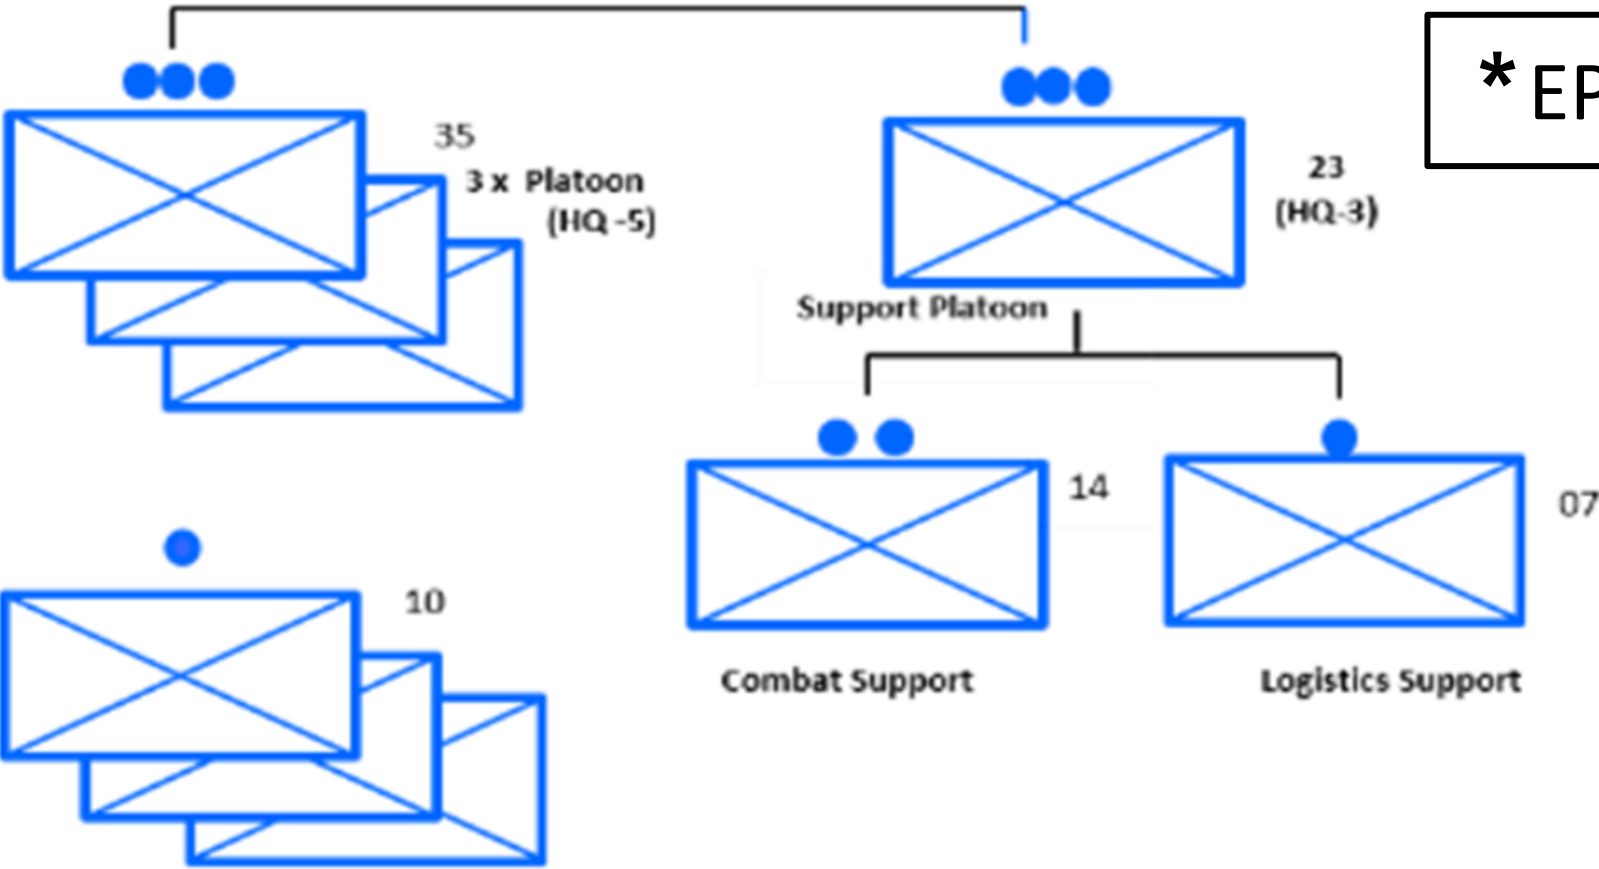 35
3 x Platoon
(HQ -5)
23
(HQ-3)
* EP
Support Platoon
14
07
10
Combat Support
Logistics Support